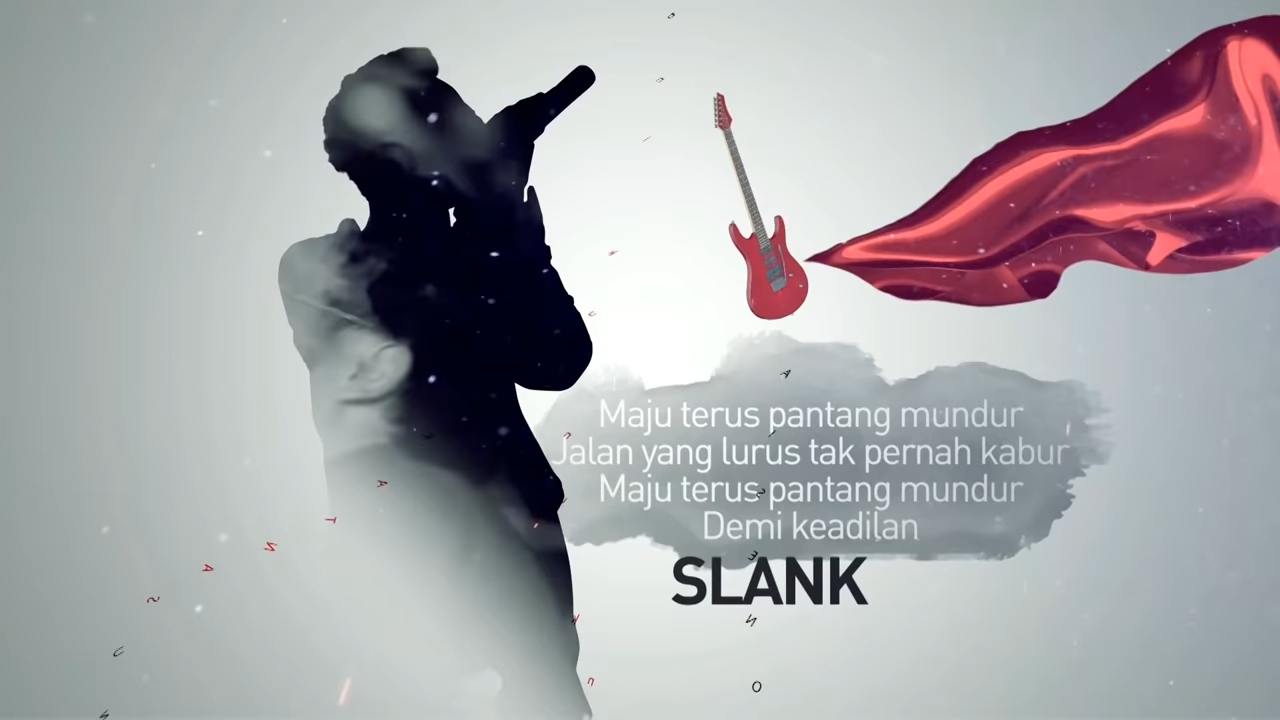 Maju terus pantang mundur
Jalan yang lurus tak pernah kabur
Maju terus pantang mundur
Demi keadilan
SLANK